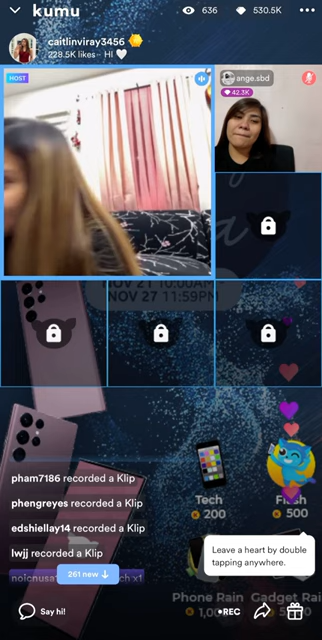 kumu
636
530.5K
caitlinviray3456
228.5K likes · HI 🤍
HOST
ange.sbd
42.3K
NOV 21 10:00AM
NOV 27 11:59PM
pham7186 recorded a Klip
phengreyes recorded a Klip
edshiellay14 recorded a Klip
lwjj recorded a Klip
261 new ↓
Tech
200
500
Leave a heart by double
tapping anywhere.
Phone Rain
Gadget Rai
Say hi!
•REC